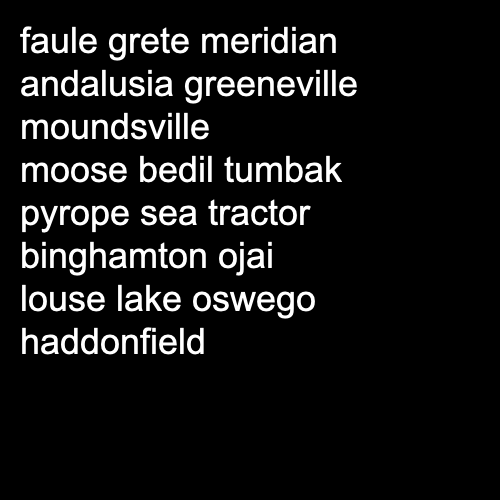 faule grete meridian
andalusia greeneville
moundsville
moose bedil tumbak
pyrope sea tractor
binghamton ojai
louse lake oswego
haddonfield